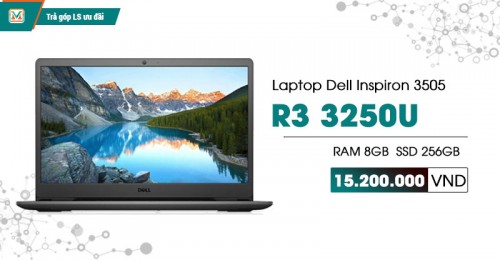 Trả góp LS ưu đãi
Laptop Dell Inspiron 3505
R3 3250U
RAM 8GB SSD 256GB
15.200.000 VND
DELL